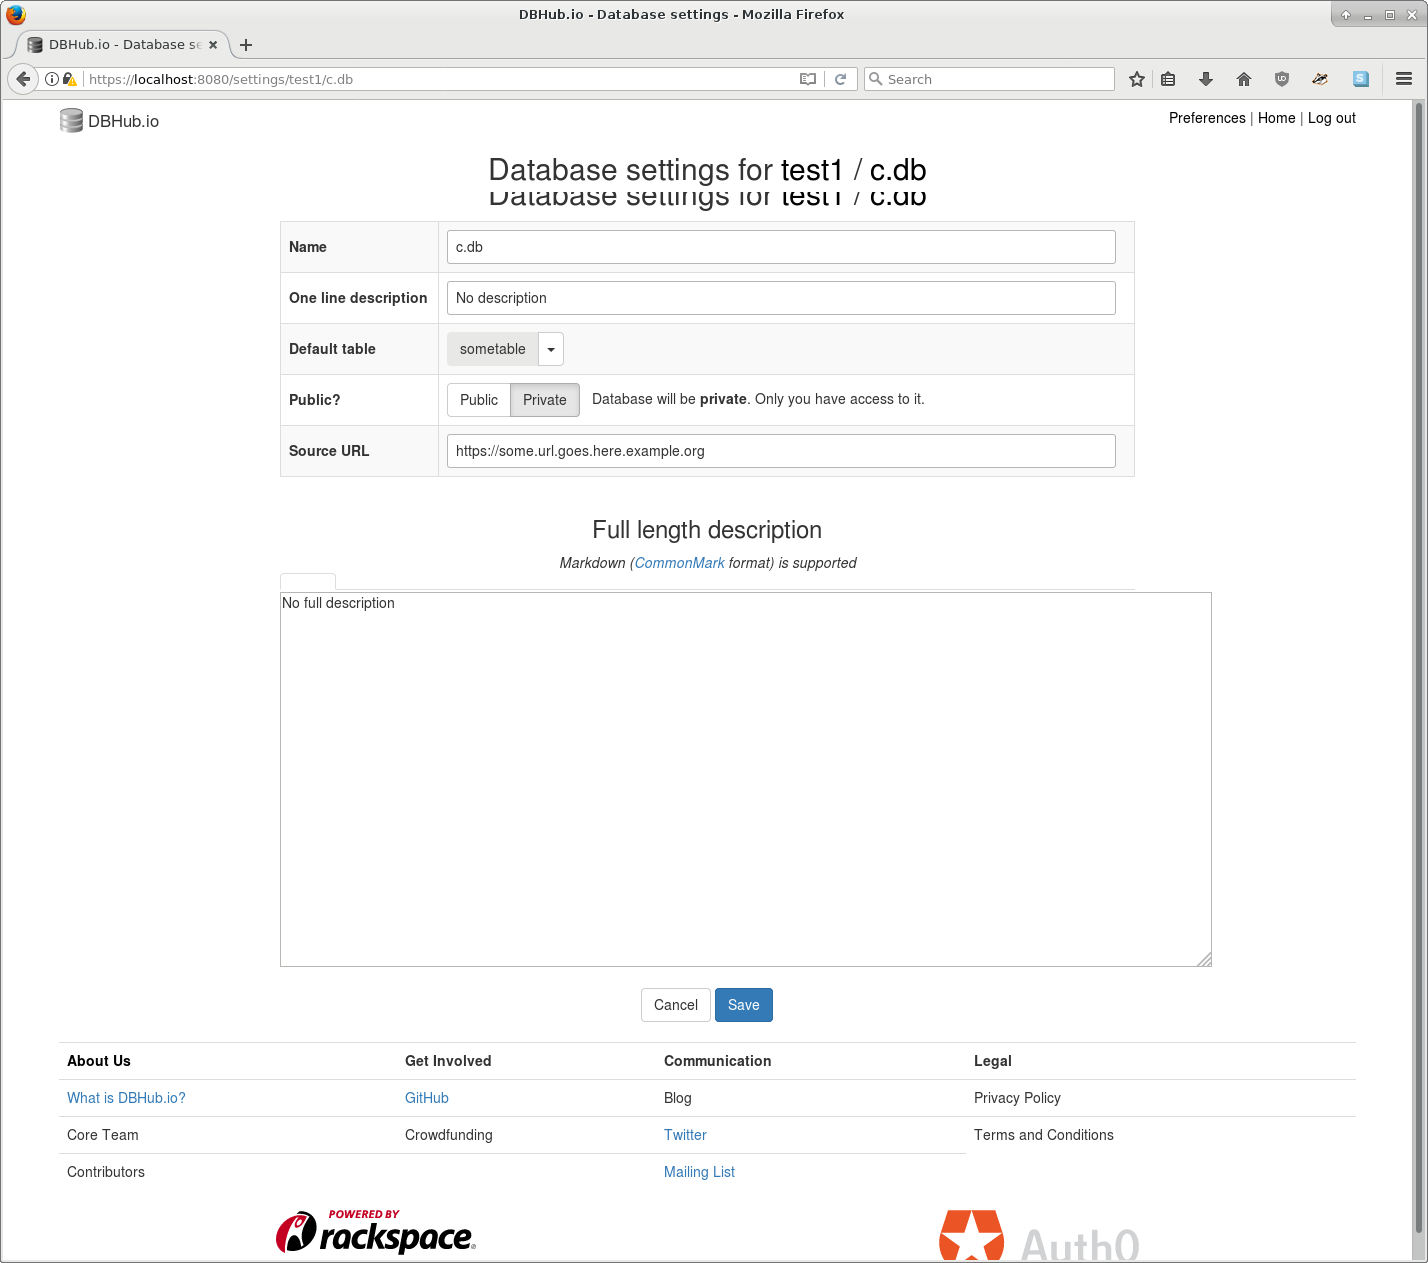 DBHub.io - Database settings - Mozilla Firefox
DBHub.io - Database se
https://localhost:8080/settings/test1/c.db
Search
DBHub.io
Preferences | Home | Log out
Database settings for test1 / c.db
Database settings for test1 / c.db
Name
c.db
One line description
No description
Default table
sometable
Public?
Public
Private
Database will be private. Only you have access to it.
Source URL
https://some.url.goes.here.example.org
Full length description
Markdown (CommonMark format) is supported
No full description
Cancel
Save
About Us
Get Involved
Communication
Legal
What is DBHub.io?
GitHub
Blog
Privacy Policy
Core Team
Crowdfunding
Twitter
Terms and Conditions
Contributors
Mailing List
POWERED BY
rackspace
Auth0